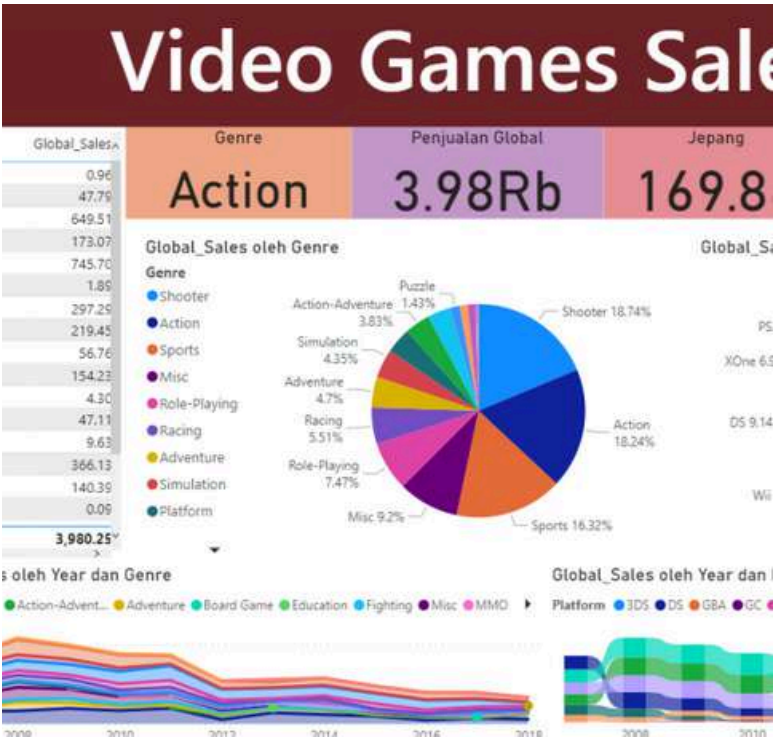 Video Games Sale
Global_Sales
0.96
47.79
649.51
173.07
745.70
1.89
297.29
219.45
56.76
154.23
4.30
47.11
9.63
366.13
140.39
0.09
3,980.25
Genre
Action
Penjualan Global
3.98Rb
Jepang
169.8
Global_Sales oleh Genre
Genre
Shooter
Action
Sports
Misc
Role-Playing
Racing
Adventure
Simulation
Platform
Puzzle
1.43%
Action-Adventure
3.83%
Simulation
4.35%
Adventure
4.7%
Racing
5.51%
Role-Playing
7.47%
Misc 9.2%
Shooter 18.74%
Action
18.24%
Sports 16.32%
Global_Sa
PS
XOne 6.9
DS 9.14
Wii
s oleh Year dan Genre
Action-Advent... Adventure Board Game Education Fighting Misc MMO
2008 2010 2012 2014 2016 2018
Global_Sales oleh Year dan
Platform 3DS DS GBA GC
2008 2010